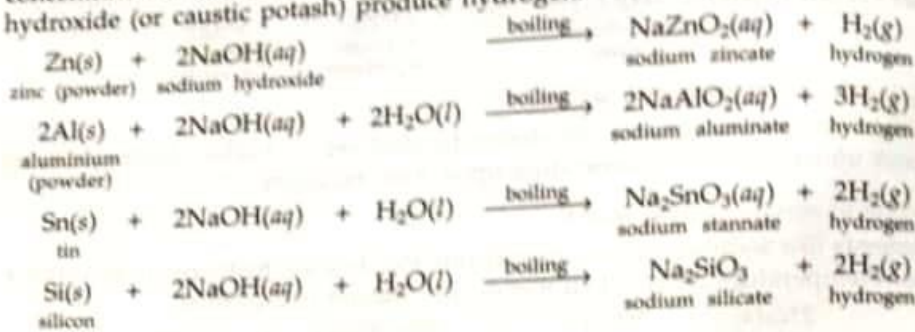 hydroxide (or caustic potash) produce
Zn(s) + 2NaOH(aq) boiling → NaZnO₂(aq) + H₂(g)
zinc (powder) sodium hydroxide sodium zincate hydrogen
2Al(s) + 2NaOH(aq) + 2H₂O(l) boiling → 2NaAlO₂(aq) + 3H₂(g)
aluminium sodium aluminate hydrogen
(powder)
Sn(s) + 2NaOH(aq) + H₂O(l) boiling → Na₂SnO₃(aq) + 2H₂(g)
tin sodium stannate hydrogen
Si(s) + 2NaOH(aq) + H₂O(l) boiling → Na₂SiO₃ + 2H₂(g)
silicon sodium silicate hydrogen